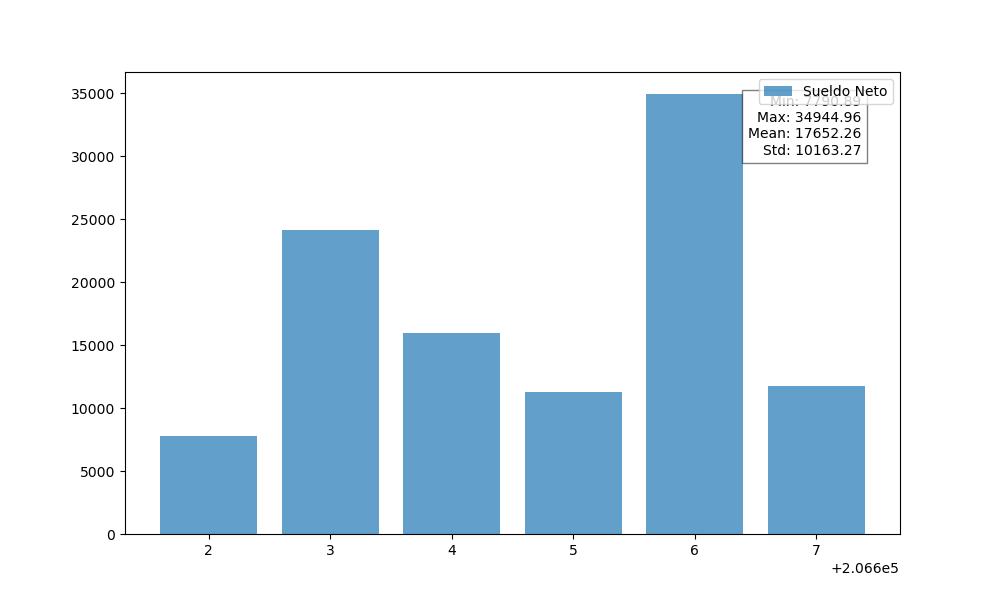 Sueldo Neto
Min: 7790.89
Max: 34944.96
Mean: 17652.26
Std: 10163.27
35000
30000
25000
20000
15000
10000
5000
0
2 3 4 5 6 7
+2.066e5